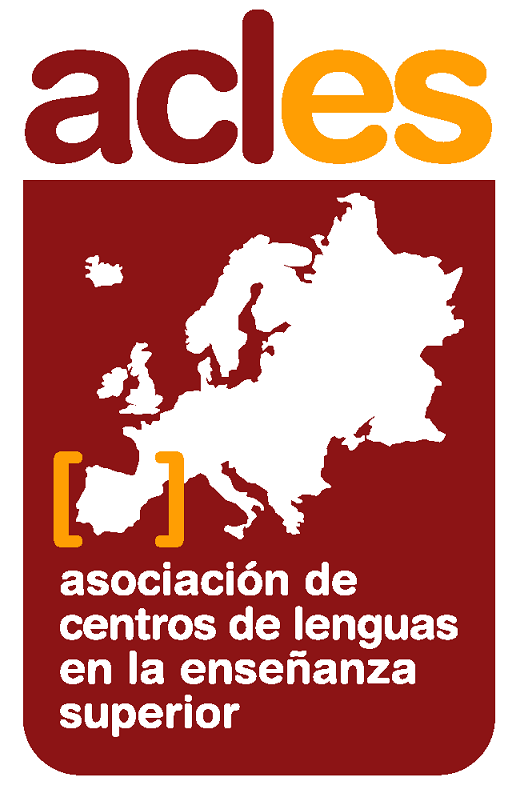 acles
asociación de
centros de lenguas
en la enseñanza
superior